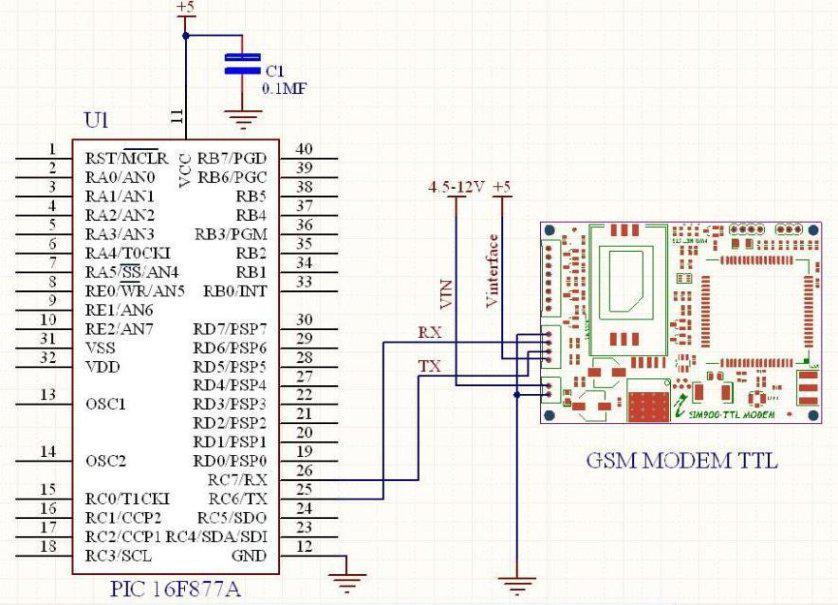 +5
C1
0.1MF
11
U1
VCC
1 RST/MCLR RB7/PGD 40
2 RA0/AN0 RB6/PGC 39
3 RA1/AN1 RB5 38
4 RA2/AN2 RB4 37
5 RA3/AN3 RB3/PGM 36
6 RA4/T0CKI RB2 35
7 RA5/SS/AN4 RB1 34
8 RE0/WR/AN5 RB0/INT 33
9 RE1/AN6
10 RE2/AN7 RD7/PSP7 30
31 VSS RD6/PSP6 29
32 VDD RD5/PSP5 28
RD4/PSP4 27
13 OSC1 RD3/PSP3 22
RD2/PSP2 21
RD1/PSP1 20
14 OSC2 RD0/PSP0 19
RC7/RX 26
15 RC0/T1CKI RC6/TX 25
16 RC1/CCP2 RC5/SDO 24
17 RC2/CCP1 RC4/SDA/SDI 23
18 RC3/SCL GND 12
PIC 16F877A
4.5-12V +5
VIN
Vinterface
RX
TX
SIM900-TTL MODEM
GSM MODEM TTL